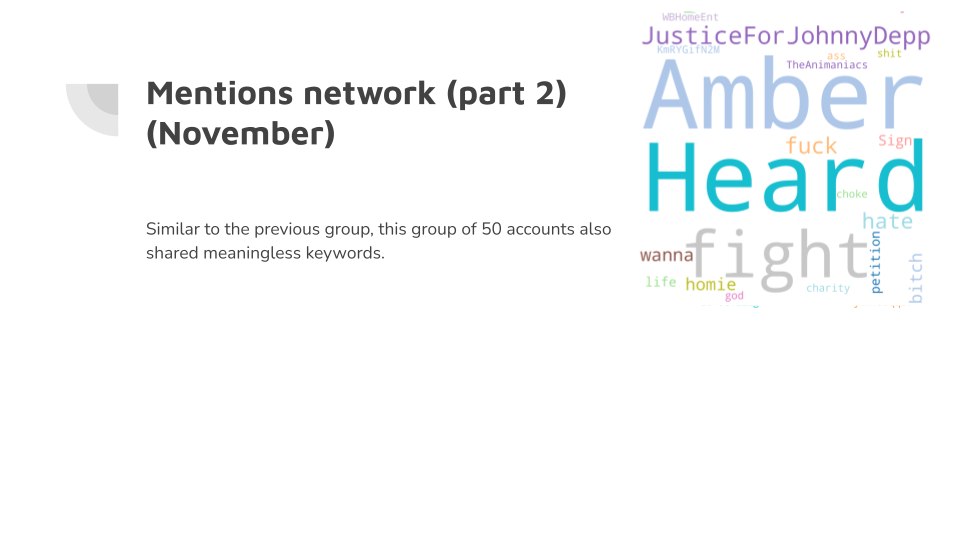 Mentions network (part 2)
(November)
Similar to the previous group, this group of 50 accounts also
shared meaningless keywords.
WBHomeEnt
JusticeForJohnnyDepp
KmRYGifN2M
ass
shit
TheAnimaniacs
Amber
fuck
Sign
Heard
choke
hate
fight
wanna
petition
bitch
life
homie
charity
god